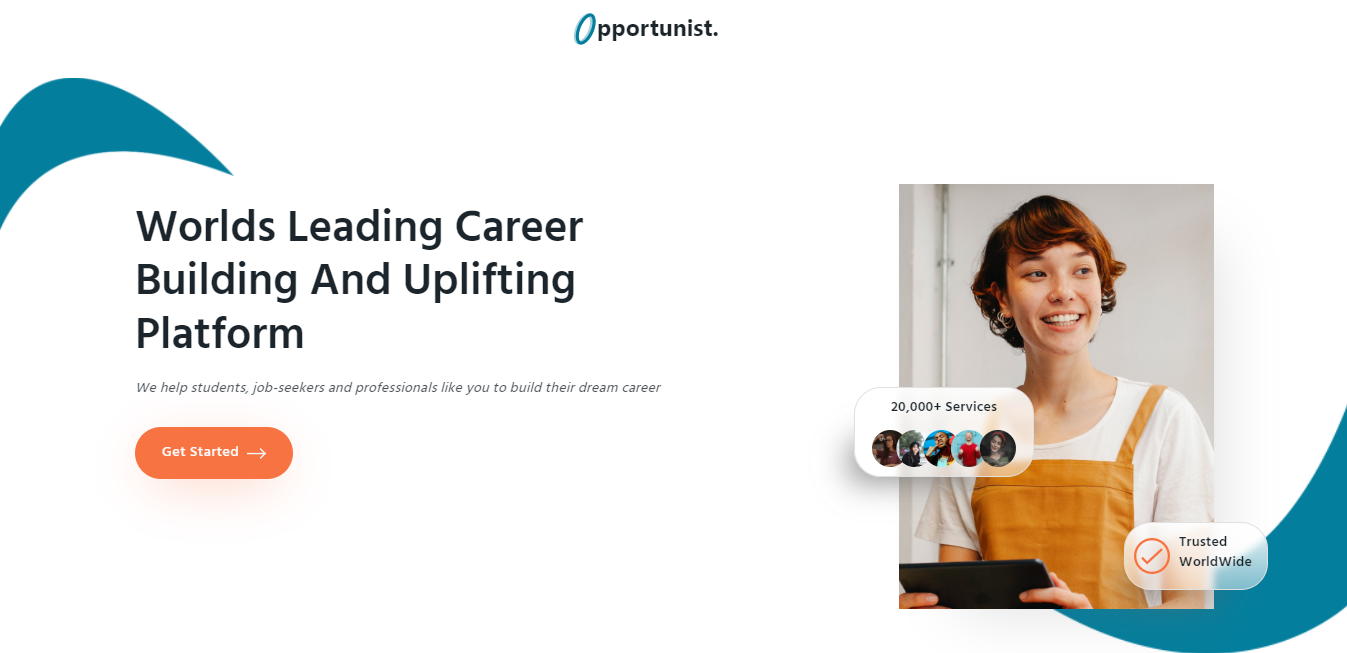 Opportunist.
Worlds Leading Career
Building And Uplifting
Platform
We help students, job-seekers and professionals like you to build their dream career
Get Started
20,000+ Services
Trusted
WorldWide